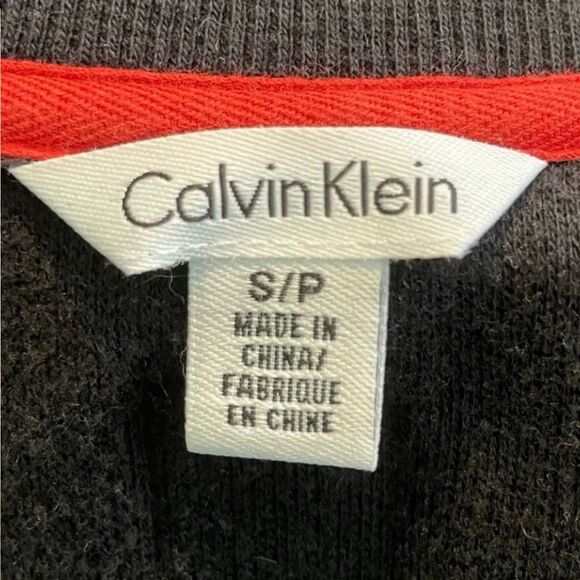 Calvin Klein
S/P
MADE IN
CHINA/
FABRIQUE
EN CHINE